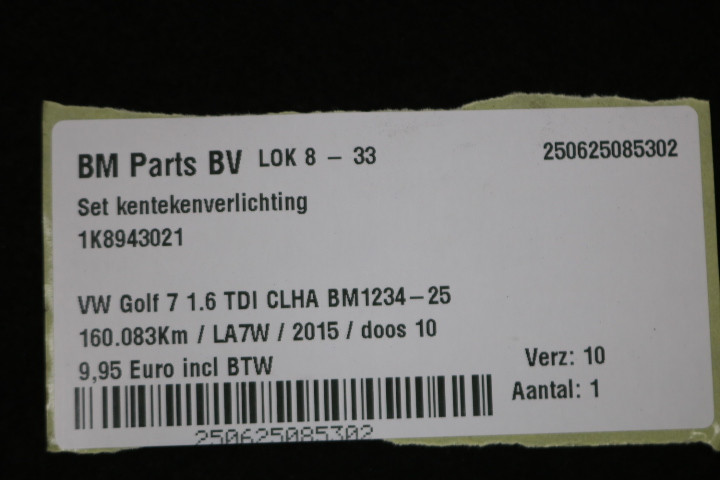 BM Parts BV LOK 8 - 33 250625085302
Set kentekenverlichting
1K8943021
VW Golf 7 1.6 TDI CLHA BM1234-25
160.083Km / LA7W / 2015 / doos 10
9,95 Euro incl BTW Verz: 10
Aantal: 1
250625085302